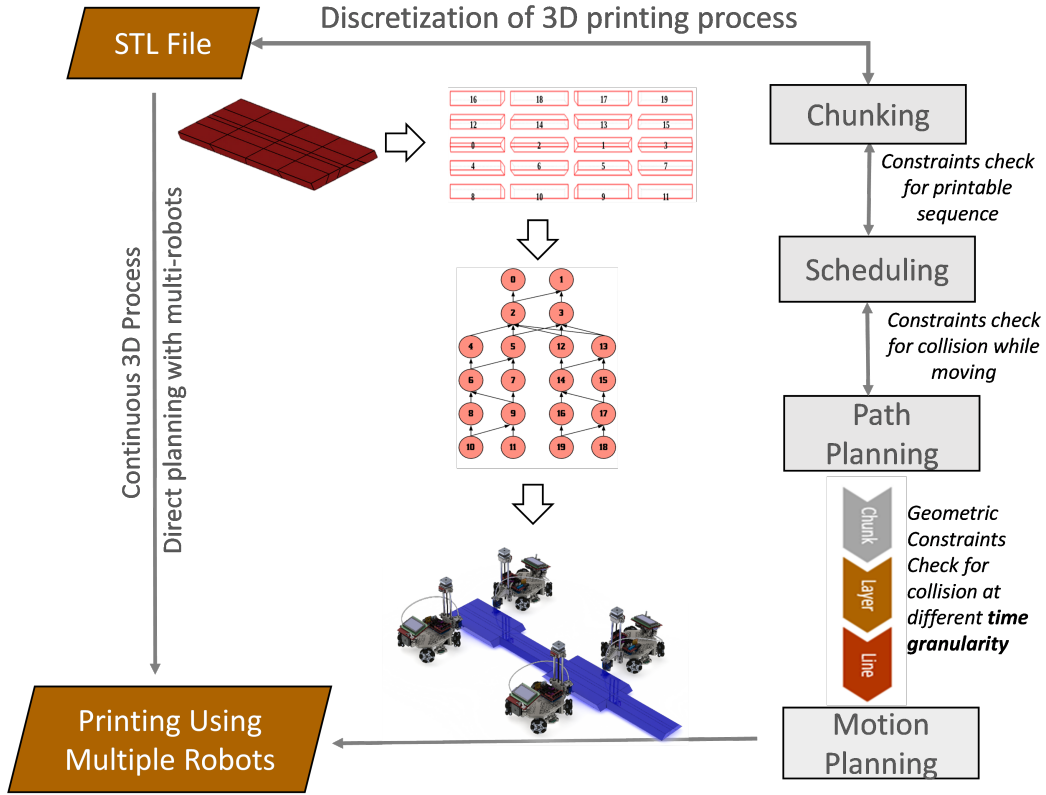 Discretization of 3D printing process
STL File
Chunking
Constraints check
for printable
sequence
Scheduling
Constraints check
for collision while
moving
Path
Planning
Chunk
Layer
Line
Geometric
Constraints
Check for
collision at
different time
granularity
Motion
Planning
Continuous 3D Process
Direct planning with multi-robots
16 18 17 19
12 14 13 15
0 2 1 3
4 6 5 7
8 10 9 11
0 1
2 3
4 5 12 13
6 7 14 15
8 9 16 17
10 11 19 18
Printing Using
Multiple Robots